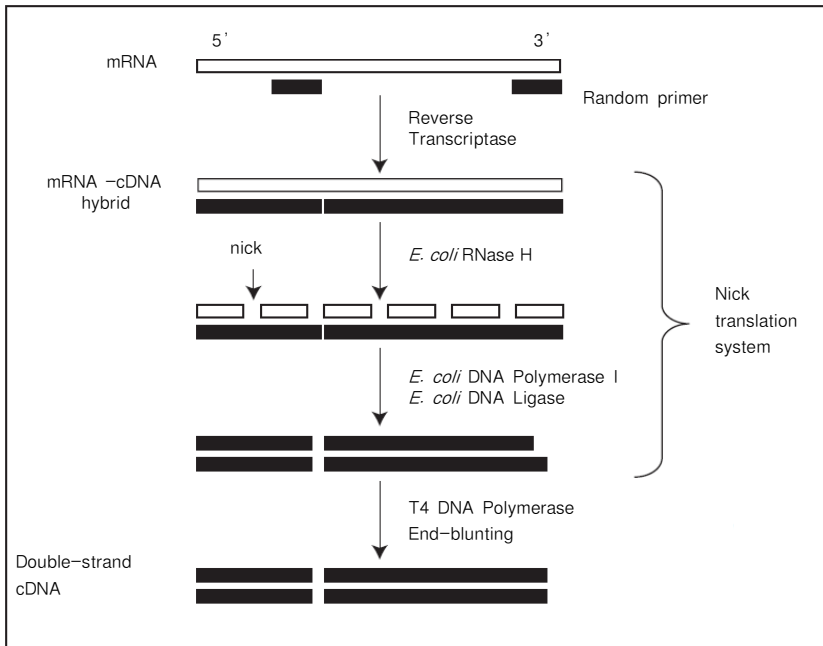 5' 3'
mRNA
Random primer
Reverse
Transcriptase
mRNA -cDNA
hybrid
nick
E. coli RNase H
Nick
translation
system
E. coli DNA Polymerase I
E. coli DNA Ligase
T4 DNA Polymerase
End-blunting
Double-strand
cDNA